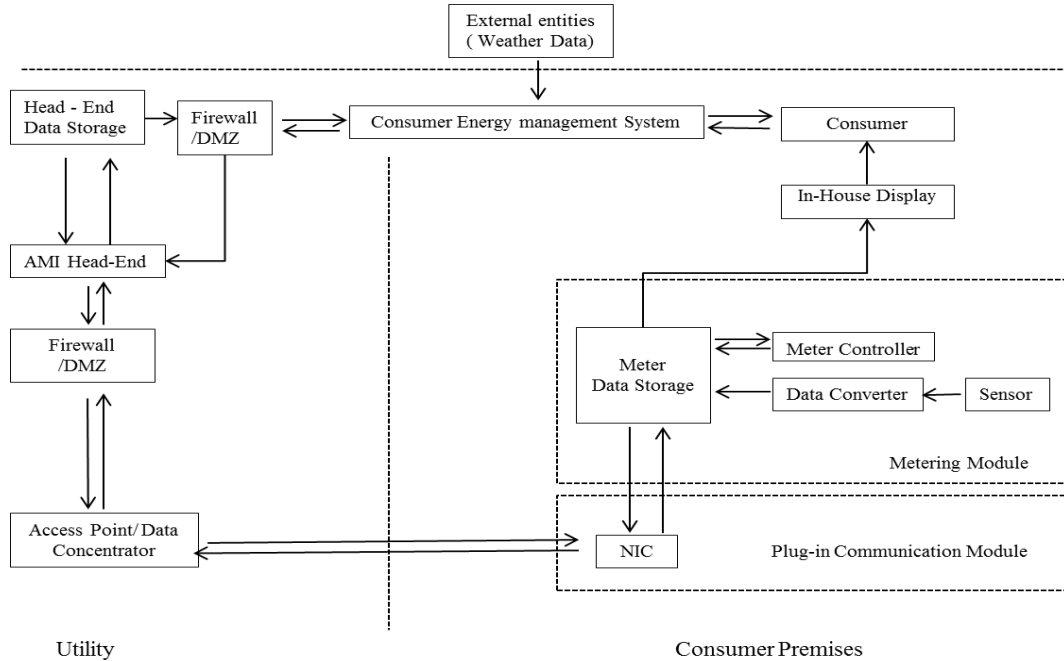 External entities
( Weather Data)
Head - End
Data Storage
Firewall
/DMZ
Consumer Energy management System
Consumer
In-House Display
AMI Head-End
Firewall
/DMZ
Meter
Data Storage
Meter Controller
Data Converter
Sensor
Metering Module
Access Point/ Data
Concentrator
NIC
Plug-in Communication Module
Utility
Consumer Premises